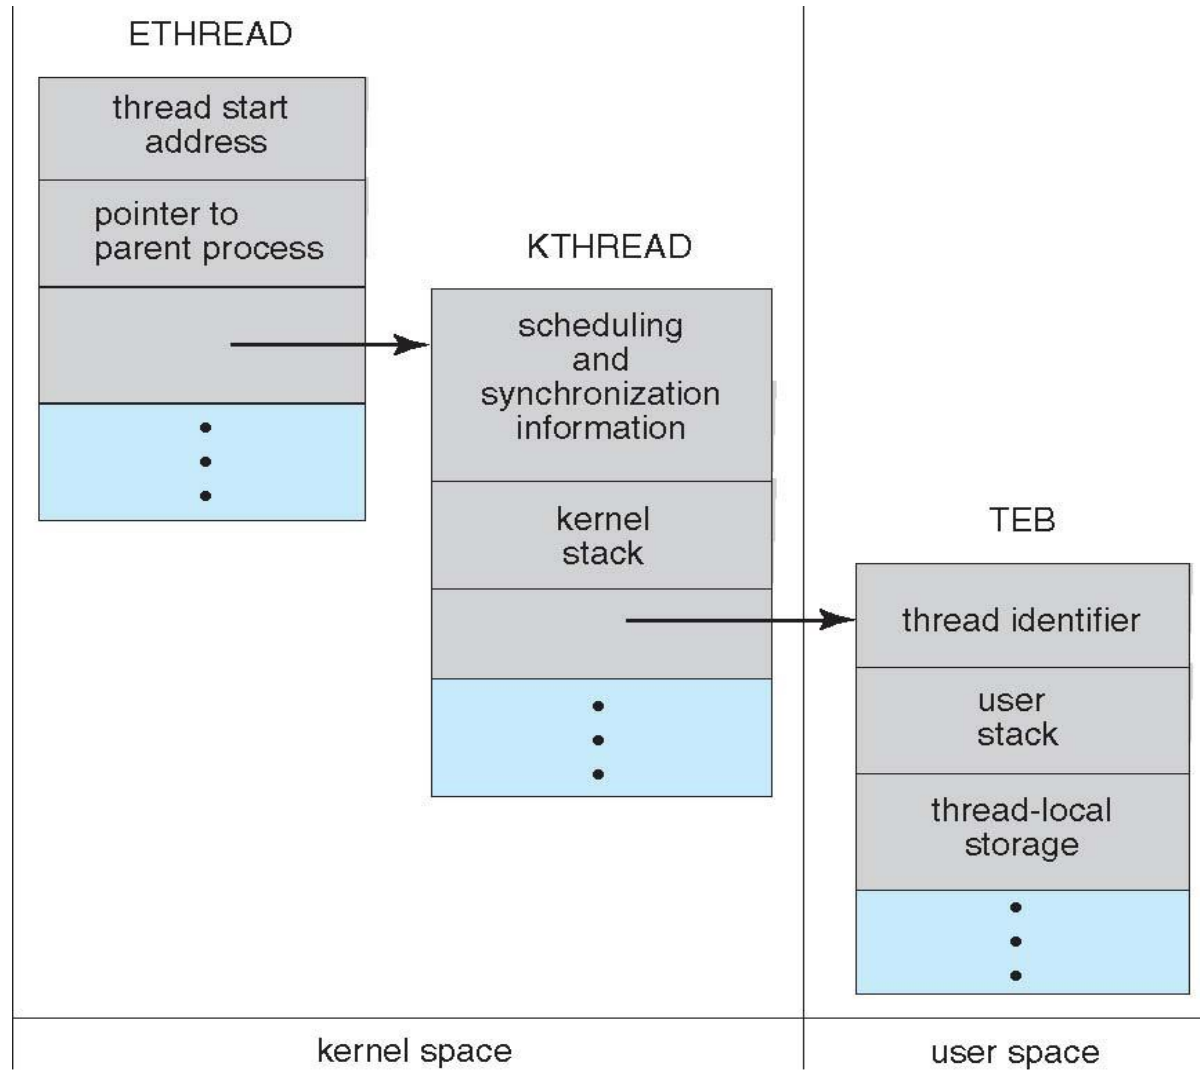 ETHREAD
thread start
address
pointer to
parent process
KTHREAD
scheduling
and
synchronization
information
kernel
stack
TEB
thread identifier
user
stack
thread-local
storage
kernel space
user space